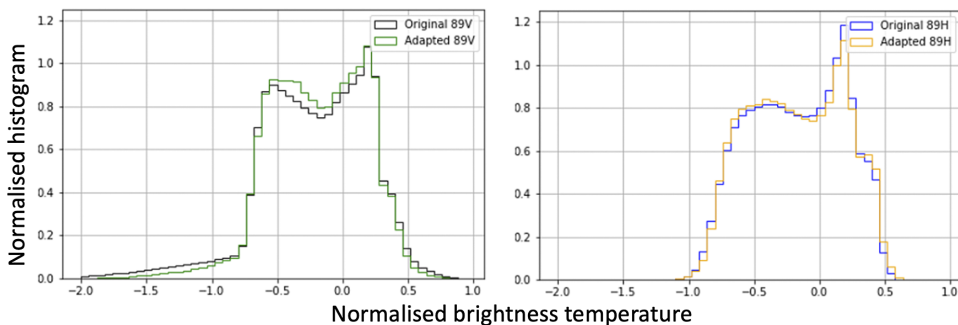 Normalised histogram
1.2
1.0
0.8
0.6
0.4
0.2
0.0
Original 89V
Adapted 89V
−2.0 −1.5 −1.0 −0.5 0.0 0.5 1.0
1.2
1.0
0.8
0.6
0.4
0.2
0.0
Original 89H
Adapted 89H
−2.0 −1.5 −1.0 −0.5 0.0 0.5 1.0
Normalised brightness temperature